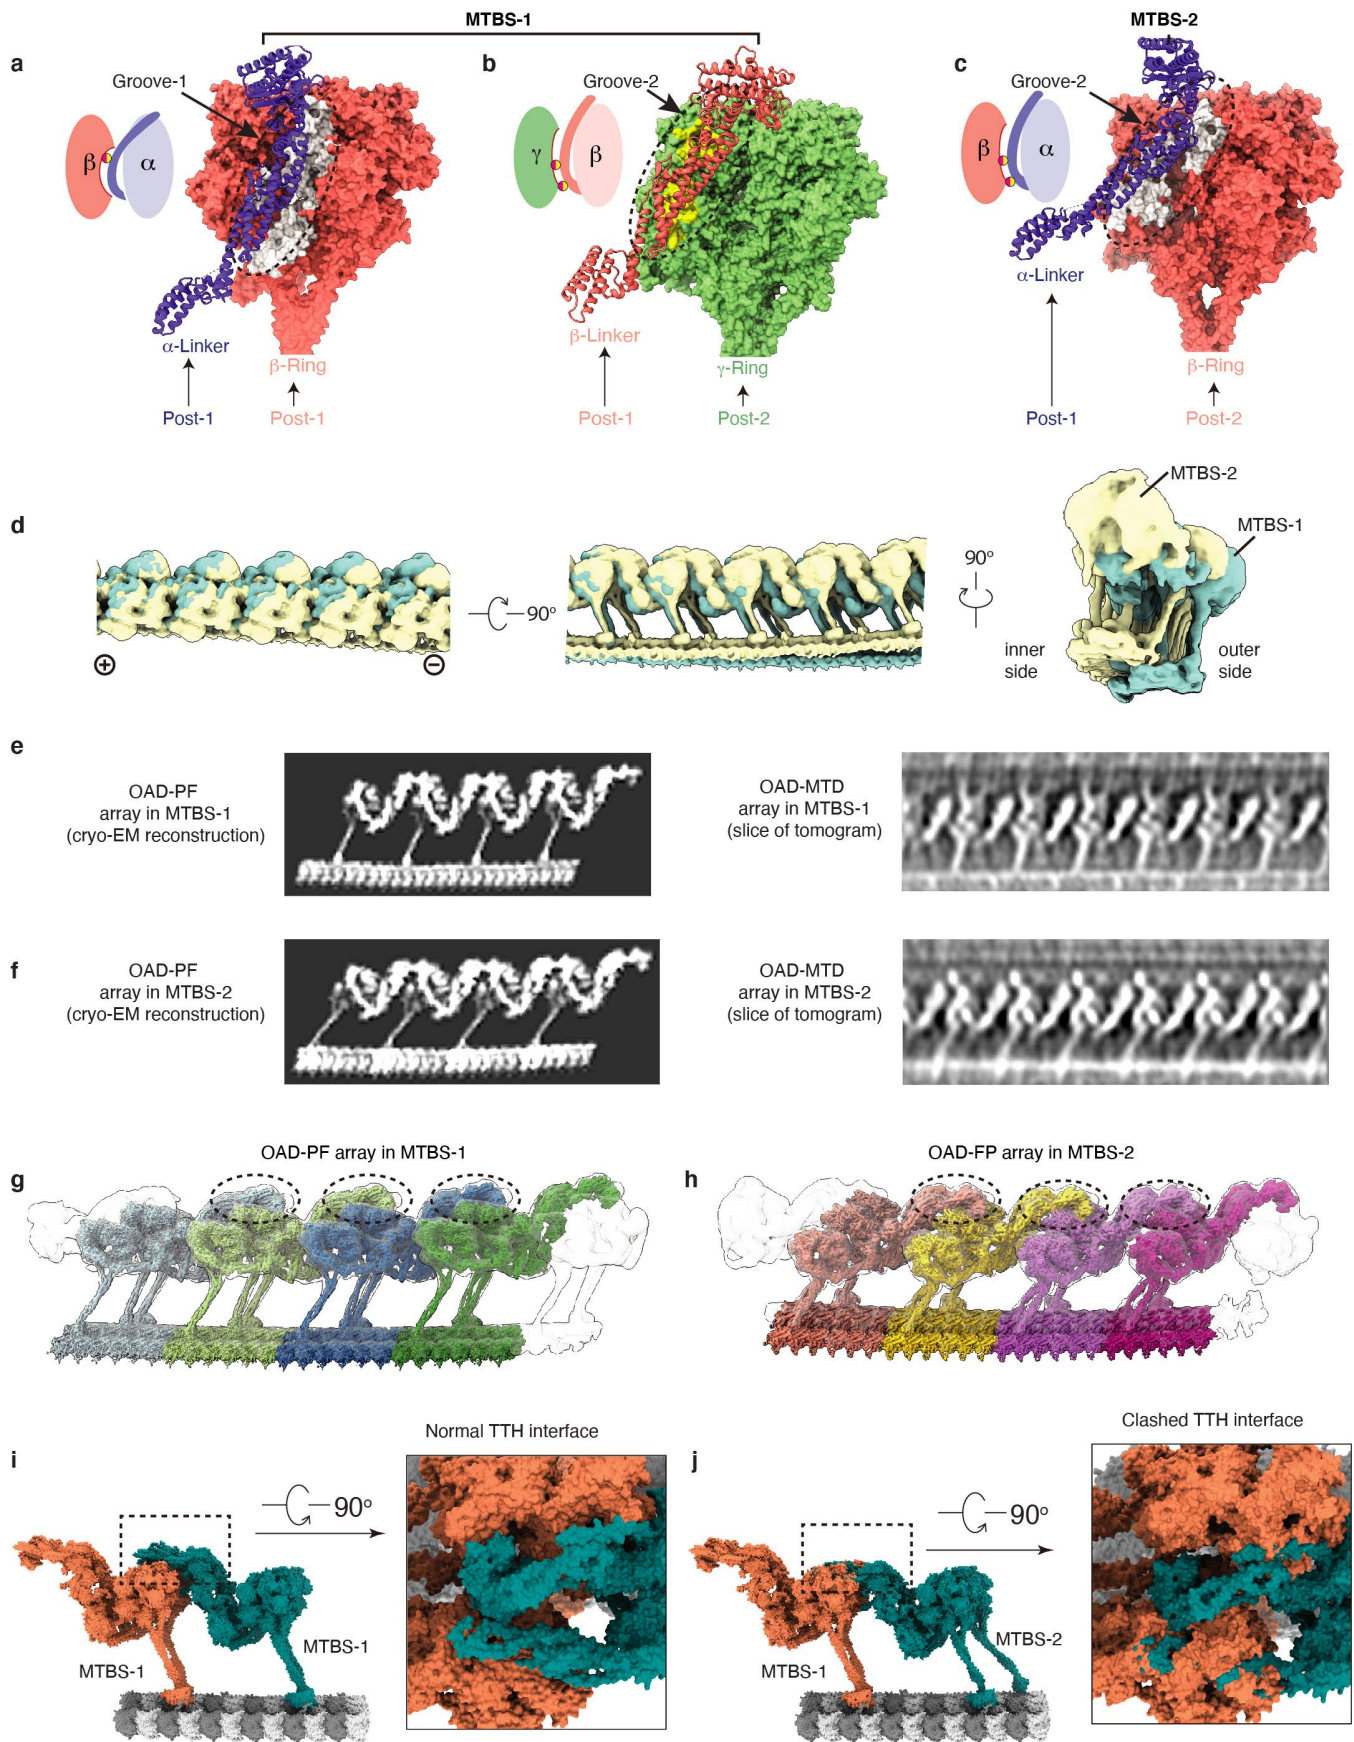 MTBS-1
MTBS-2
a
b
c
Groove-1
Groove-2
Groove-2
β
α
γ
β
β
α
α-Linker
β-Ring
Post-1
Post-1
β-Linker
γ-Ring
Post-1
Post-2
α-Linker
β-Ring
Post-1
Post-2
d
+
−
90°
90°
MTBS-2
MTBS-1
inner
side
outer
side
e
OAD-PF
array in MTBS-1
(cryo-EM reconstruction)
OAD-MTD
array in MTBS-1
(slice of tomogram)
f
OAD-PF
array in MTBS-2
(cryo-EM reconstruction)
OAD-MTD
array in MTBS-2
(slice of tomogram)
g
OAD-PF array in MTBS-1
h
OAD-FP array in MTBS-2
i
90°
Normal TTH interface
MTBS-1
MTBS-1
j
90°
Clashed TTH interface
MTBS-1
MTBS-2